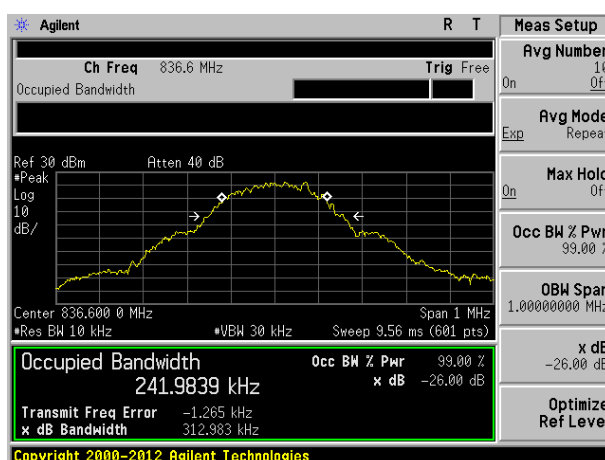 Agilent R T
Ch Freq 836.6 MHz Trig Free
Occupied Bandwidth
Ref 30 dBm Atten 40 dB
#Peak
Log
10
dB/
Center 836.600 0 MHz Span 1 MHz
#Res BW 10 kHz #VBW 30 kHz Sweep 9.56 ms (601 pts)
Occupied Bandwidth Occ BW % Pwr 99.00 %
241.9839 kHz x dB -26.00 dB
Transmit Freq Error -1.265 kHz
x dB Bandwidth 312.983 kHz
Copyright 2000-2012 Agilent Technologies
Meas Setup
Avg Number
On
Avg Mode
Exp Repea
Max Hold
On Of
Occ BW % Pwr
99.00 %
OBW Span
1.00000000 MHz
x dB
-26.00 dB
Optimize
Ref Level